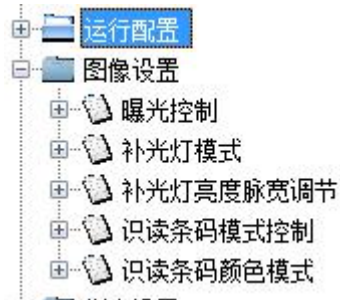 运行配置
图像设置
曝光控制
补光灯模式
补光灯亮度脉宽调节
识读条码模式控制
识读条码颜色模式